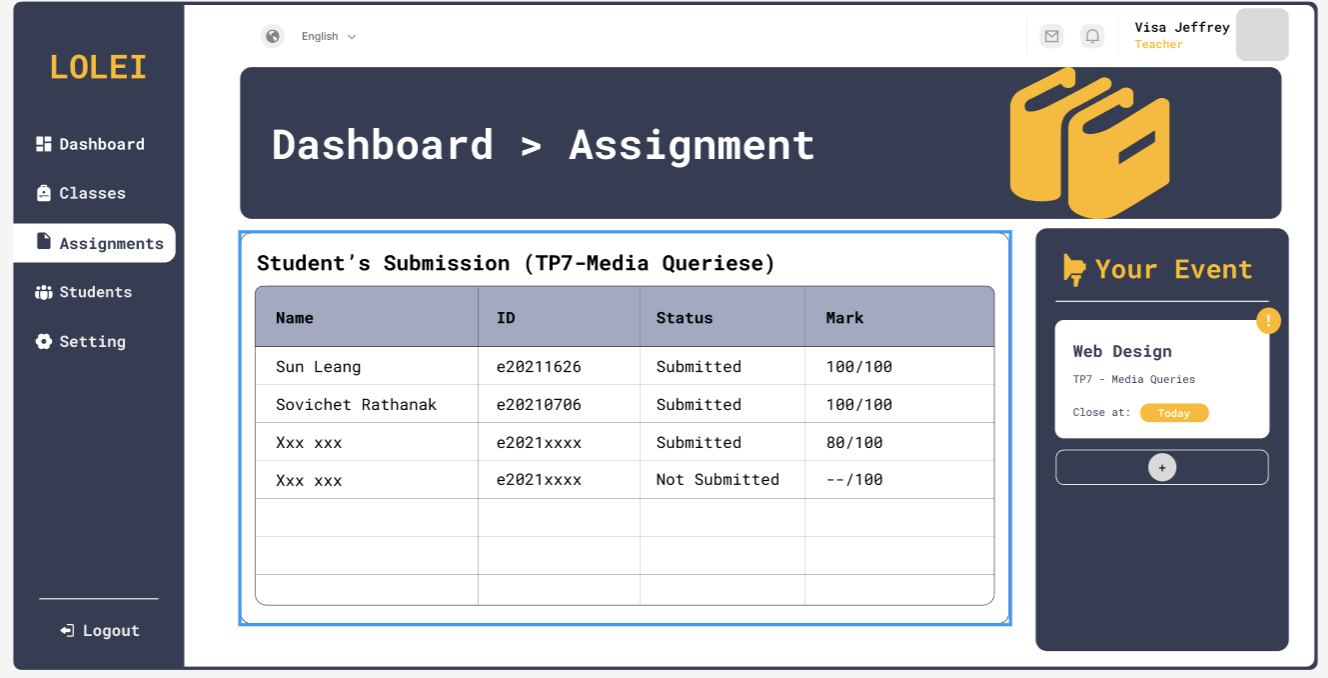 LOLEI
Dashboard
Classes
Assignments
Students
Setting
Logout
English
Visa Jeffrey
Teacher
Dashboard > Assignment
Student’s Submission (TP7-Media Queriese)
Name ID Status Mark
Sun Leang e20211626 Submitted 100/100
Sovichet Rathanak e20210706 Submitted 100/100
Xxx xxx e2021xxxx Submitted 80/100
Xxx xxx e2021xxxx Not Submitted --/100
Your Event
!
Web Design
TP7 - Media Queries
Close at: Today
+